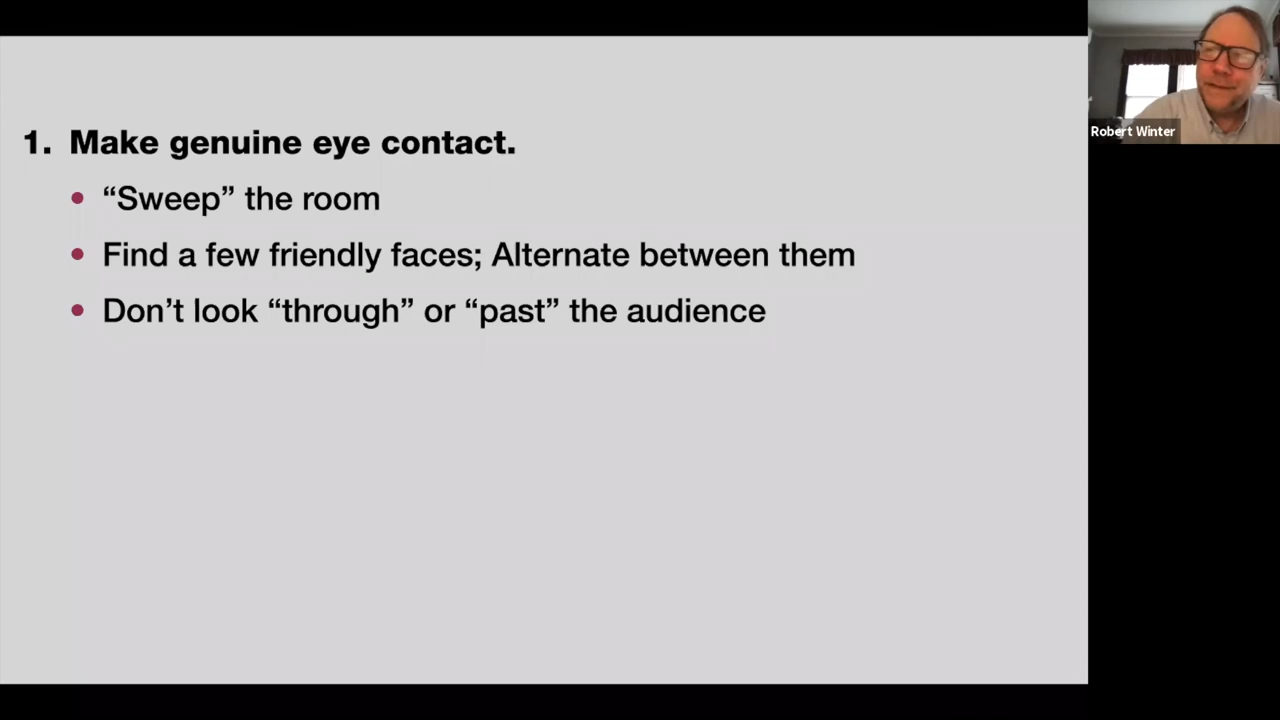 1. Make genuine eye contact.
• “Sweep” the room
• Find a few friendly faces; Alternate between them
• Don’t look “through” or “past” the audience
Robert Winter